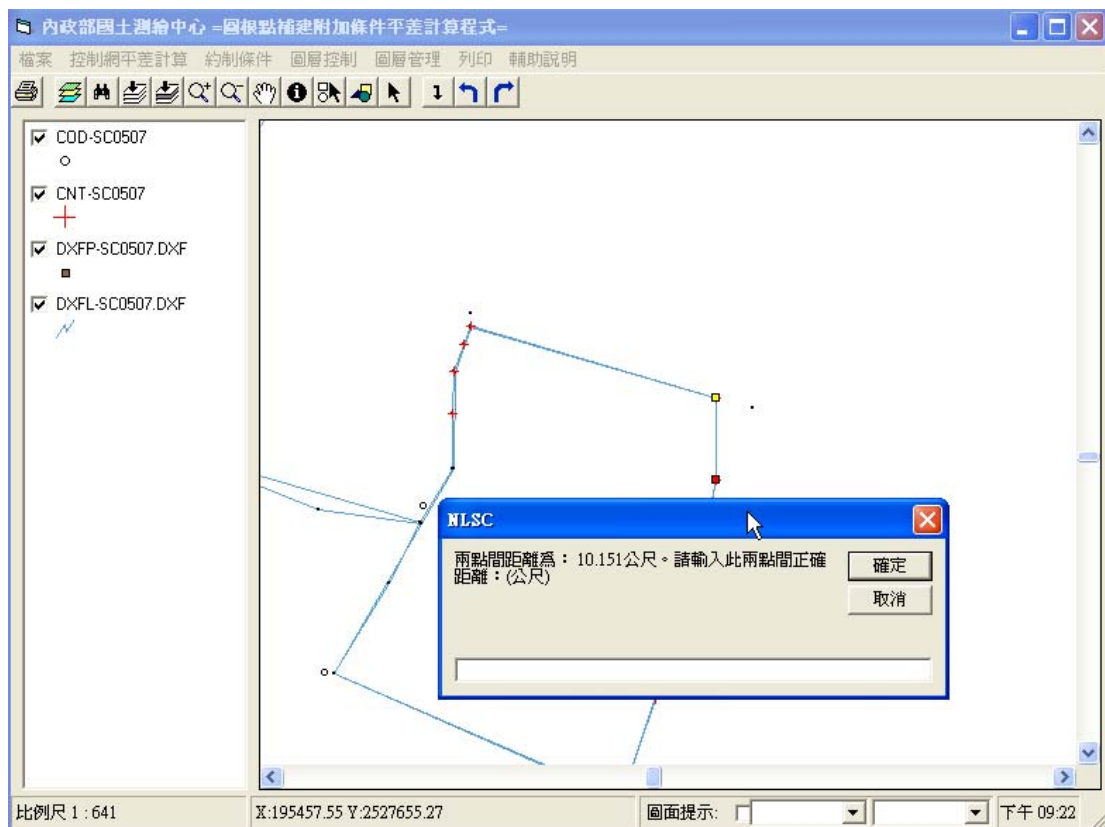 內政部國土測繪中心 =圖根點補建附加條件平差計算程式=
檔案 控制網平差計算 約制條件 圖層控制 圖層管理 列印 輔助說明
COD-SC0507
CNT-SC0507
DXFP-SC0507.DXF
DXFL-SC0507.DXF
NLSC
兩點間距離為： 10.151公尺。請輸入此兩點間正確
距離：(公尺)
確定
取消
比例尺 1 : 641
X:195457.55 Y:2527655.27
圖面提示:
下午 09:22